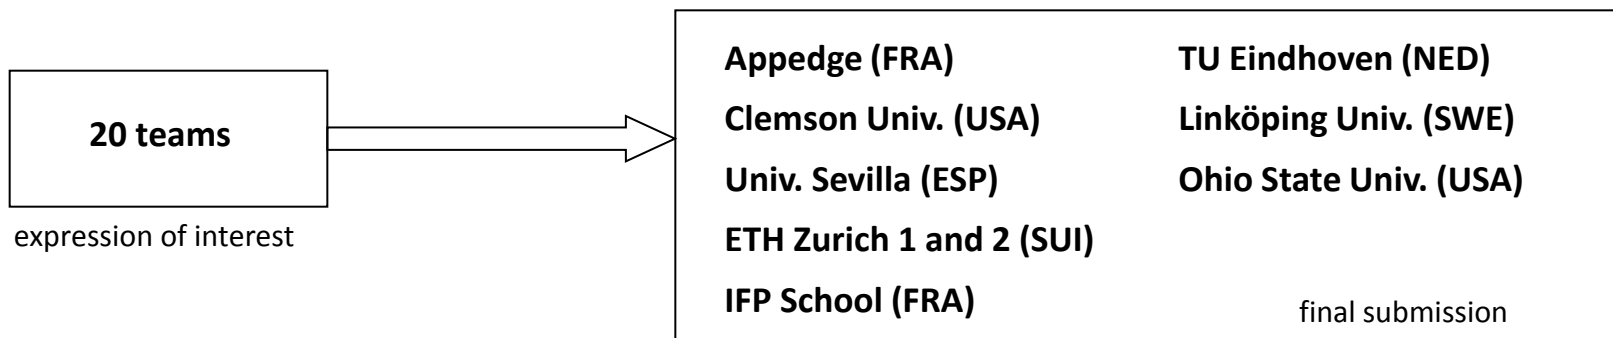 20 teams
expression of interest
Appedge (FRA)
Clemson Univ. (USA)
Univ. Sevilla (ESP)
ETH Zurich 1 and 2 (SUI)
IFP School (FRA)
TU Eindhoven (NED)
Linköping Univ. (SWE)
Ohio State Univ. (USA)
final submission